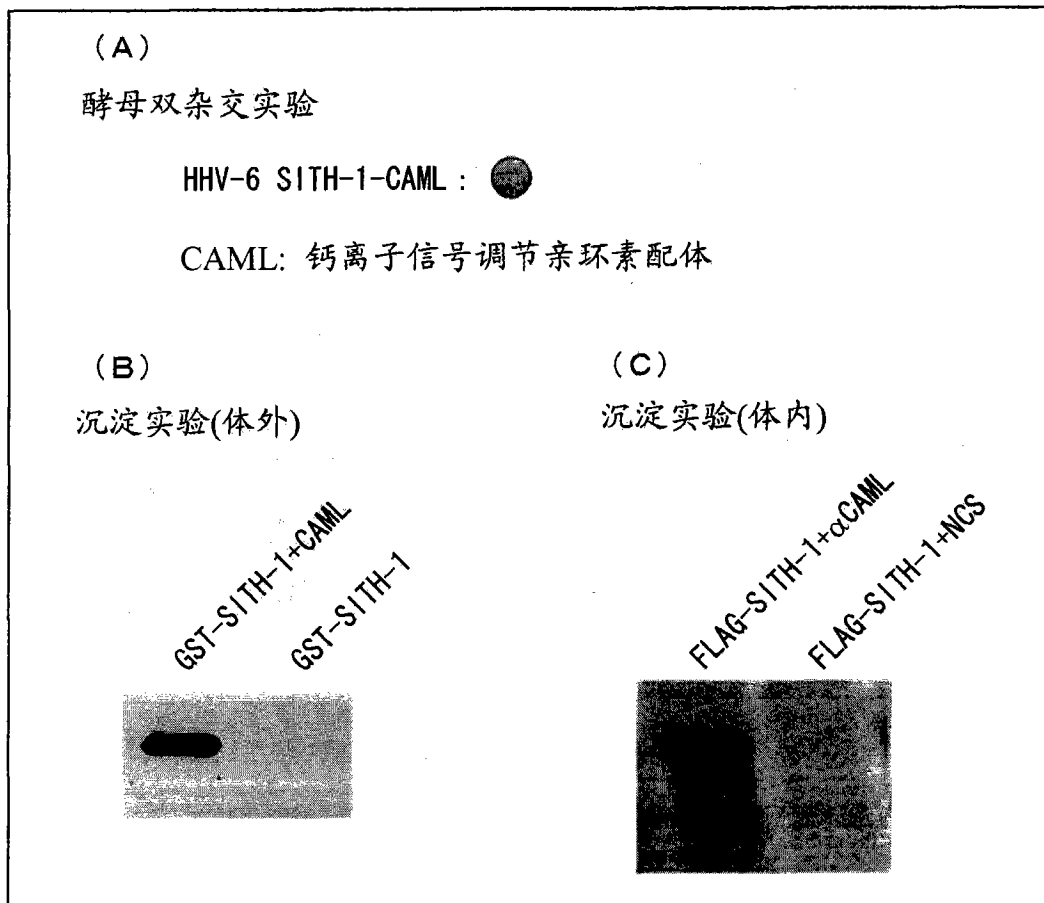 (A)
酵母双杂交实验
HHV-6 SITH-1-CAML :
CAML: 钙离子信号调节亲环素配体
(B)
沉淀实验(体外)
GST-SITH-1+CAML
GST-SITH-1
(C)
沉淀实验(体内)
FLAG-SITH-1+αCAML
FLAG-SITH-1+NCS